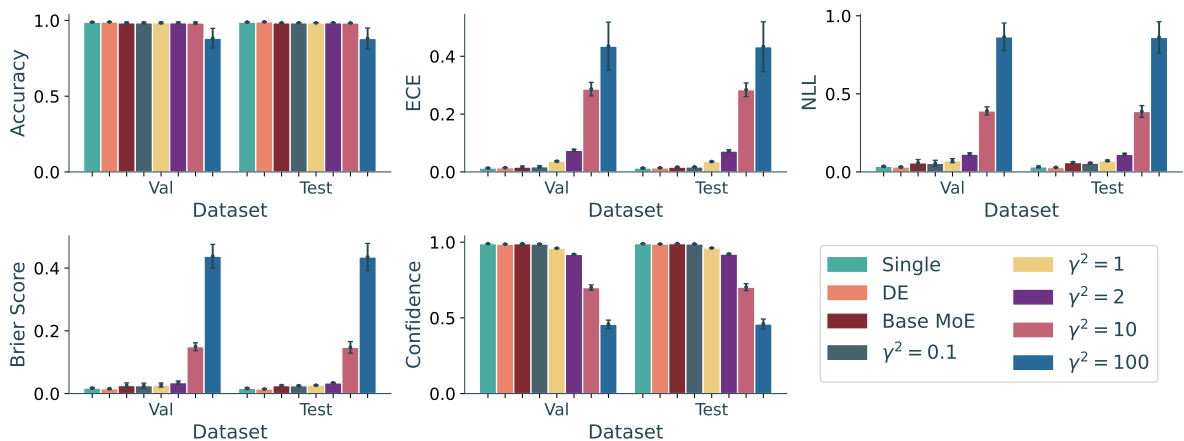 Accuracy
1.0
0.5
0.0
Val
Test
Dataset
ECE
0.4
0.2
0.0
Val
Test
Dataset
NLL
1.0
0.5
0.0
Val
Test
Dataset
Brier Score
0.4
0.2
0.0
Val
Test
Dataset
Confidence
1.0
0.5
0.0
Val
Test
Dataset
Single
DE
Base MoE
γ² = 0.1
γ² = 1
γ² = 2
γ² = 10
γ² = 100